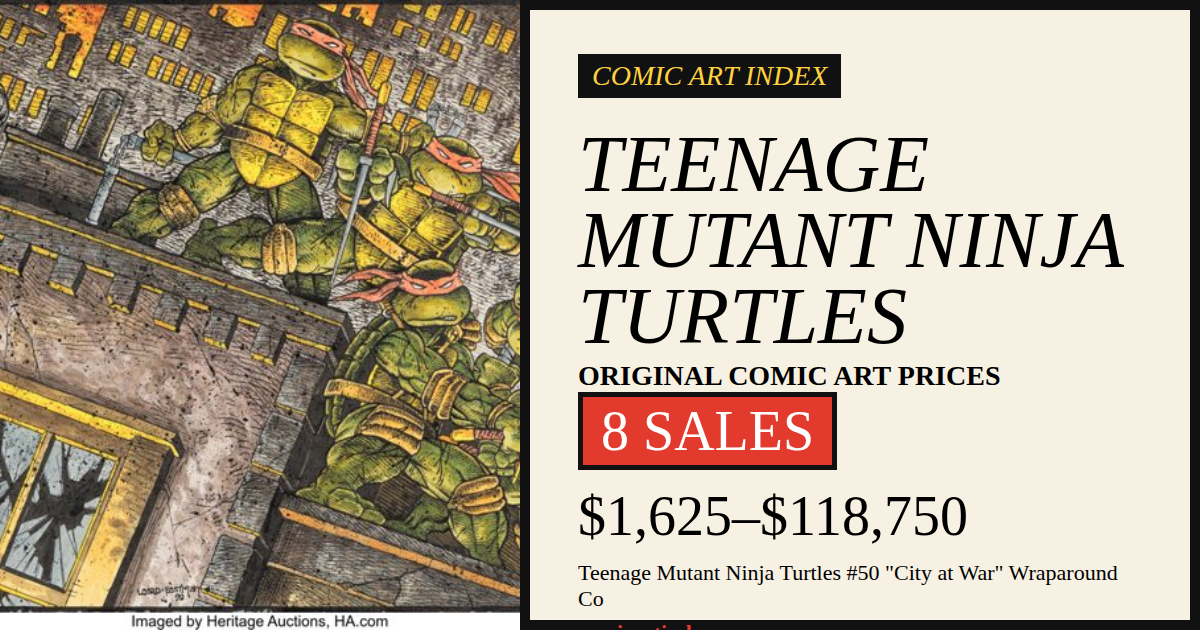 COMIC ART INDEX
TEENAGE
MUTANT NINJA
TURTLES
ORIGINAL COMIC ART PRICES
8 SALES
$1,625–$118,750
Teenage Mutant Ninja Turtles #50 "City at War" Wraparound
Co
Imaged by Heritage Auctions, HA.com